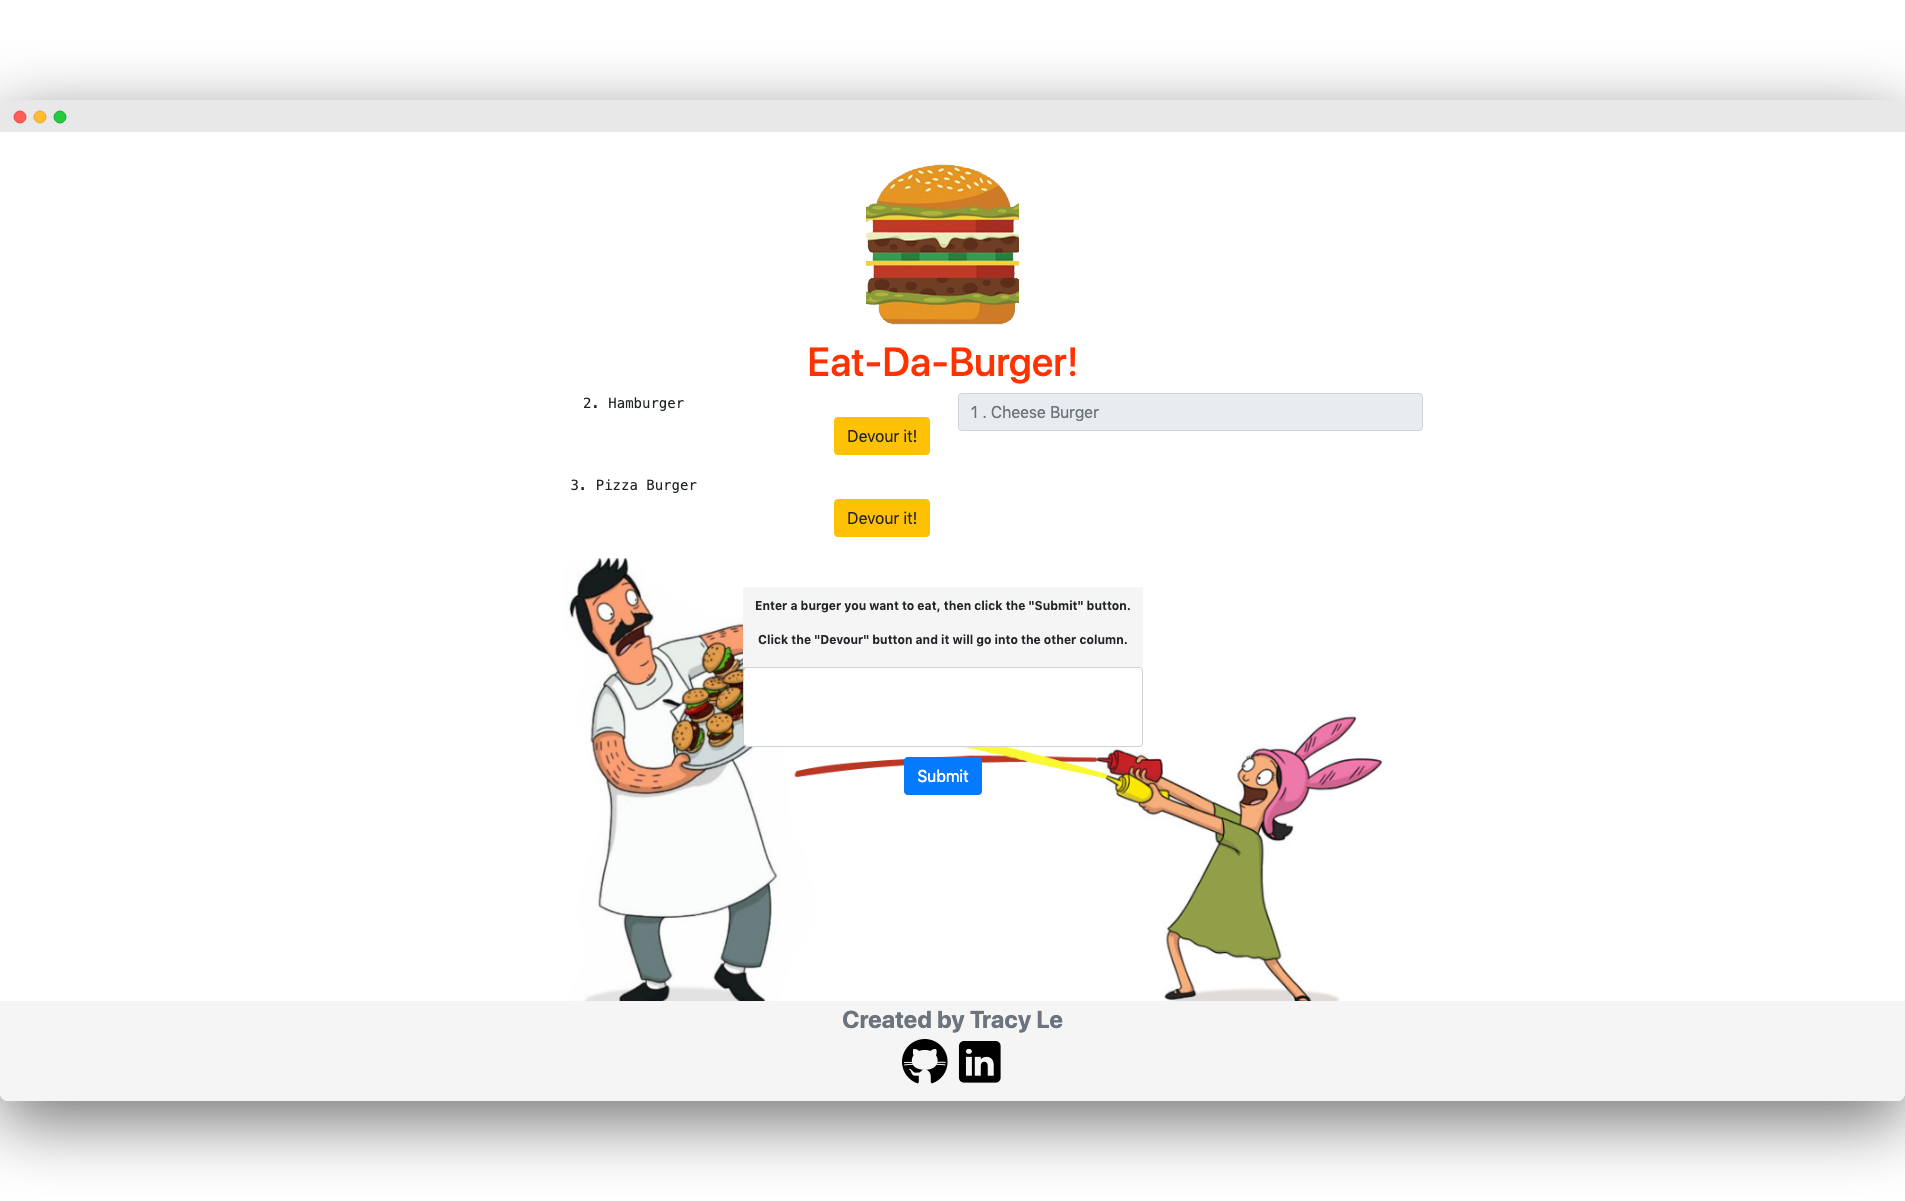 Eat-Da-Burger!
2. Hamburger
Devour it!
1 . Cheese Burger
3. Pizza Burger
Devour it!
Enter a burger you want to eat, then click the "Submit" button.
Click the "Devour" button and it will go into the other column.
Submit
Created by Tracy Le
in